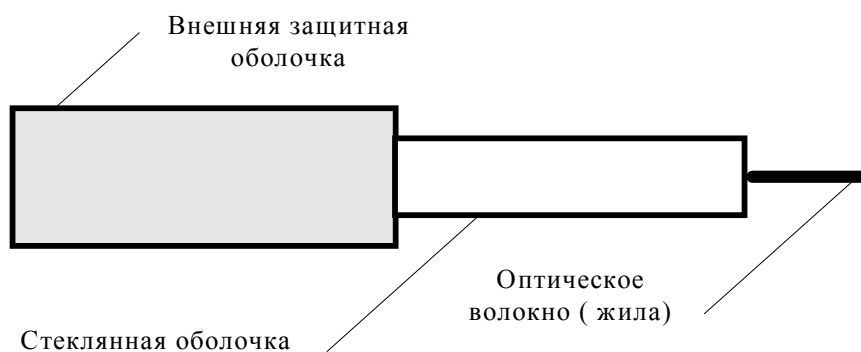 Внешняя защитная
оболочка
Оптическое
волокно ( жила)
Стеклянная оболочка